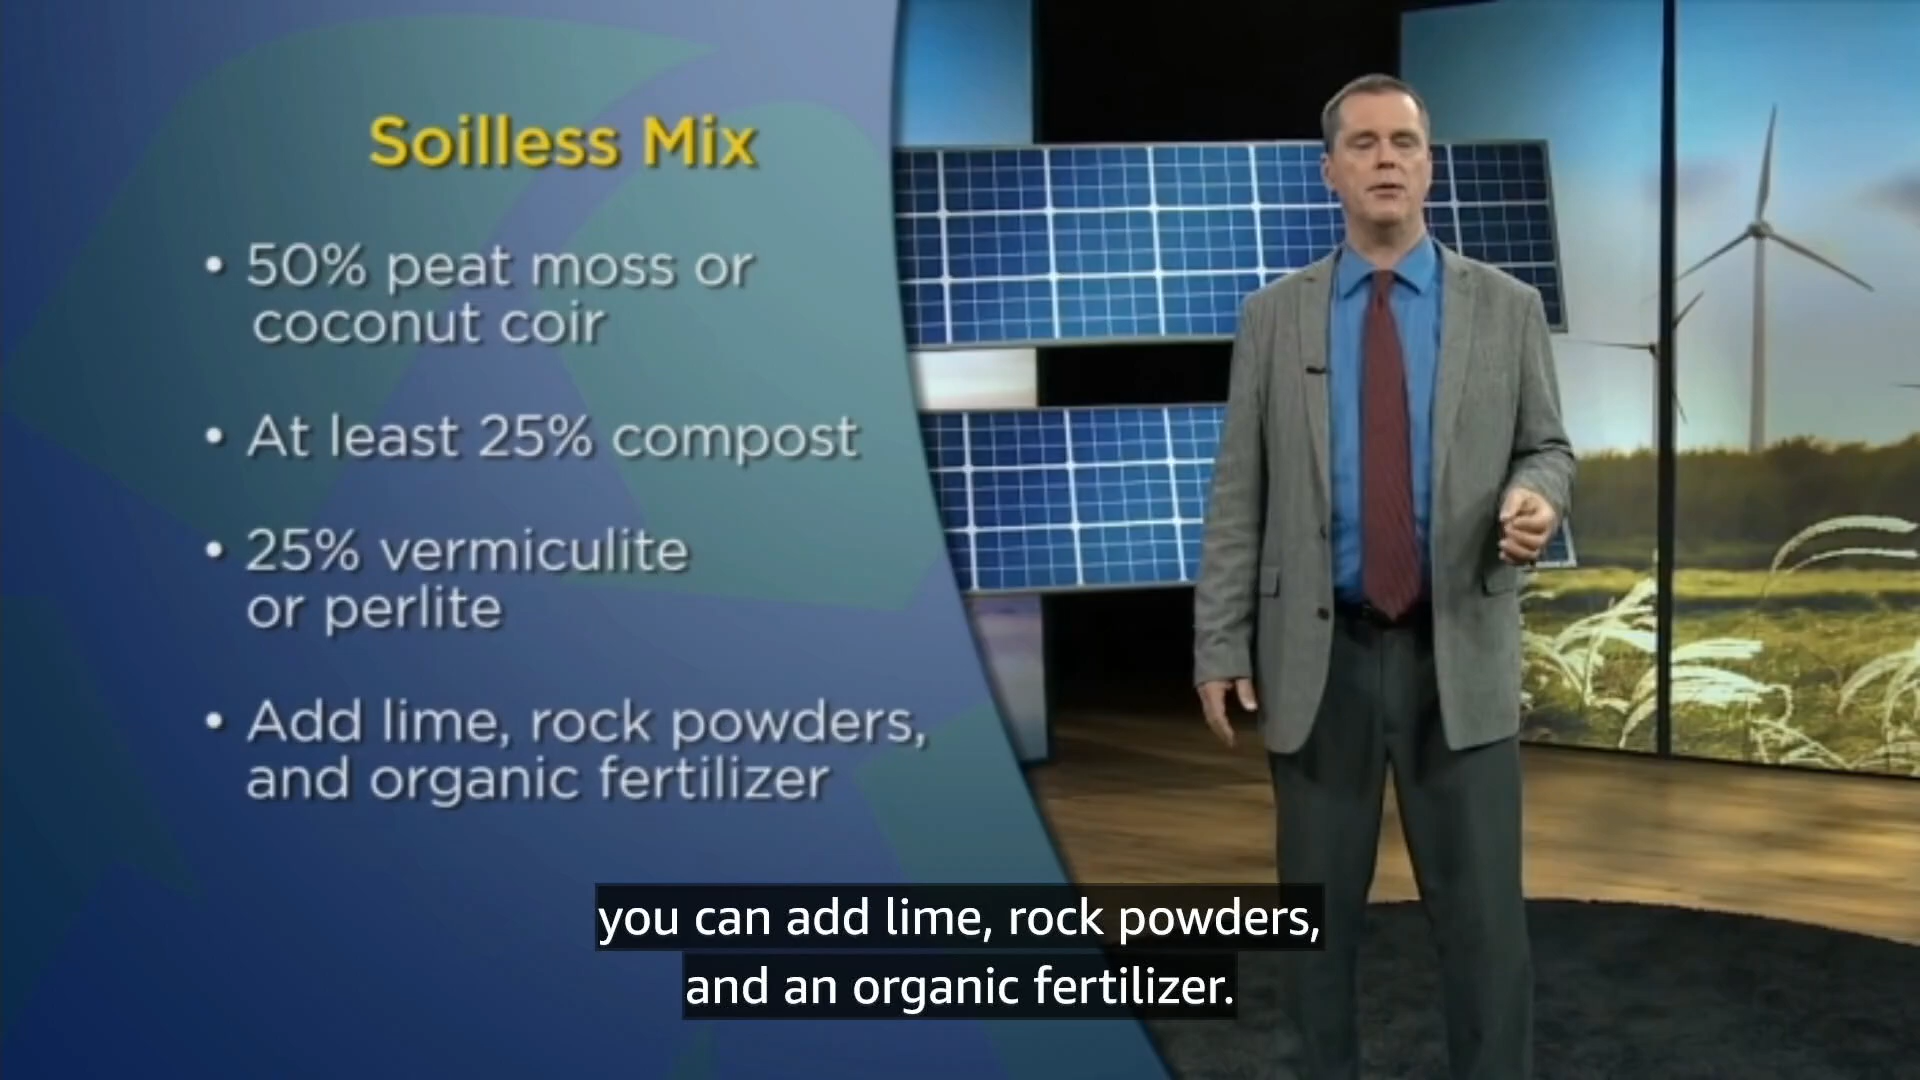 Soilless Mix
• 50% peat moss or
coconut coir
• At least 25% compost
• 25% vermiculite
or perlite
• Add lime, rock powders,
and organic fertilizer
you can add lime, rock powders,
and an organic fertilizer.